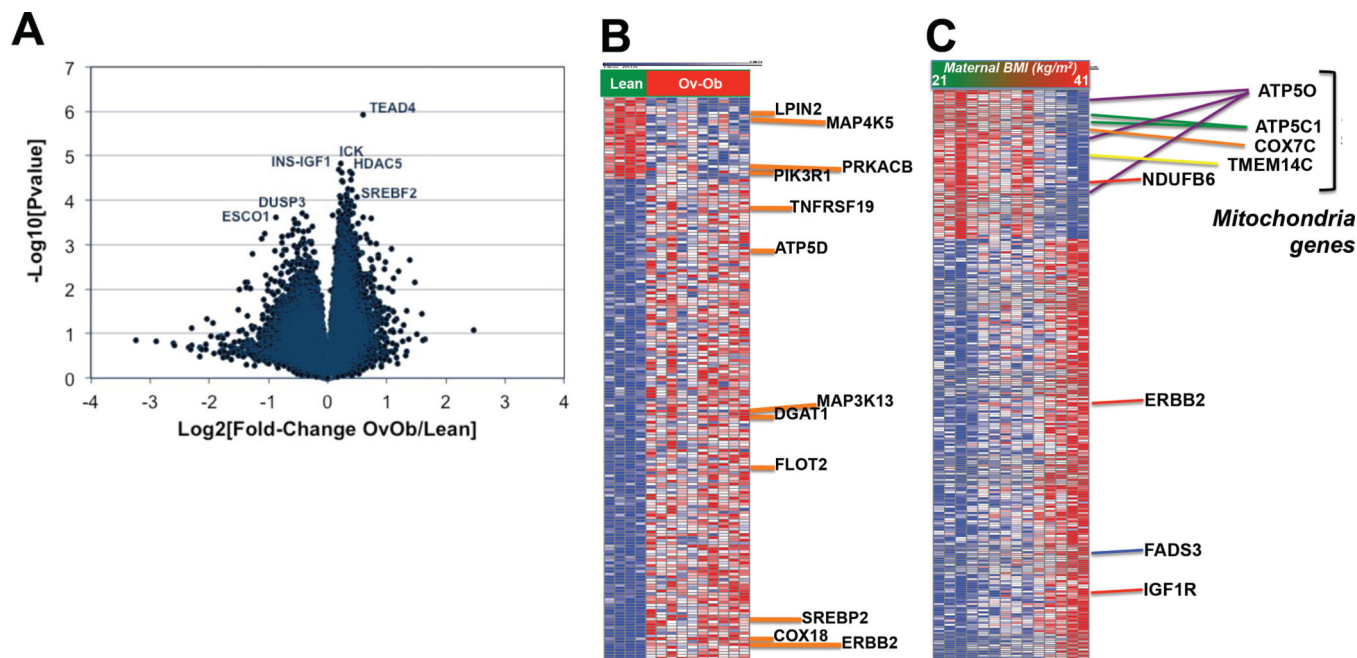 A
7
6
5
4
3
2
1
0
-4
-3
-2
-1
0
1
2
3
4
-Log10[Pvalue]
Log2[Fold-Change OvOb/Lean]
TEAD4
ICK
INS-IGF1
HDAC5
SREBF2
DUSP3
ESCO1
B
Lean
Ov-Ob
LPIN2
MAP4K5
PRKACB
PIK3R1
TNFRSF19
ATP5D
MAP3K13
DGAT1
FLOT2
SREBP2
COX18
ERBB2
C
Maternal BMI (kg/m²)
21
41
ATP5O
ATP5C1
COX7C
TMEM14C
NDUFB6
Mitochondria
genes
ERBB2
FADS3
IGF1R